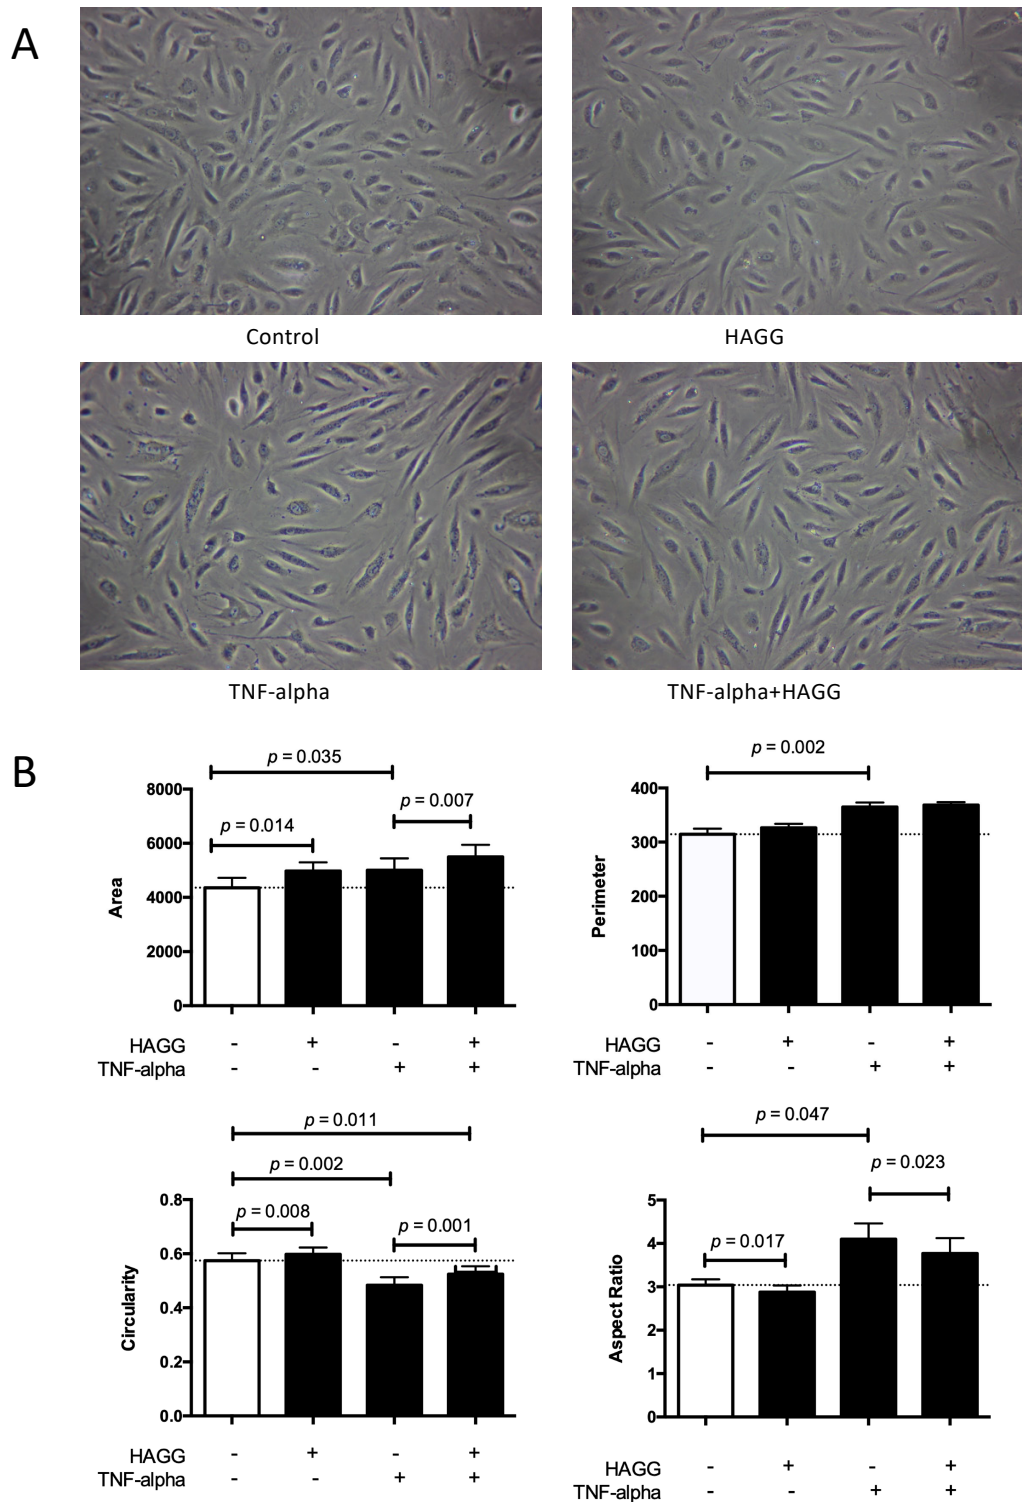 A
Control
HAGG
TNF-alpha
TNF-alpha+HAGG
B
p = 0.035
p = 0.007
p = 0.014
8000
6000
4000
2000
0
Area
HAGG - + - +
TNF-alpha - - + +
p = 0.002
400
300
200
100
0
Perimeter
HAGG - + - +
TNF-alpha - - + +
p = 0.011
p = 0.002
p = 0.008
p = 0.001
0.8
0.6
0.4
0.2
0.0
Circularity
HAGG - + - +
TNF-alpha - - + +
p = 0.047
p = 0.023
p = 0.017
5
4
3
2
1
0
Aspect Ratio
HAGG - + - +
TNF-alpha - - + +